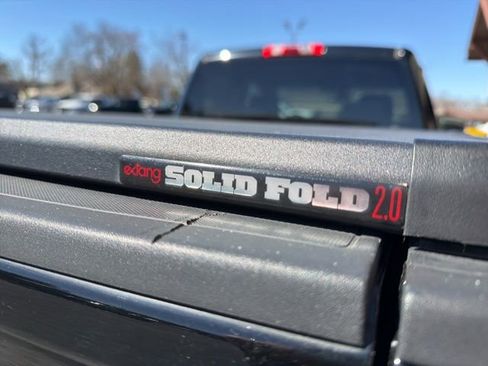 extang SOLID FOLD 2.0